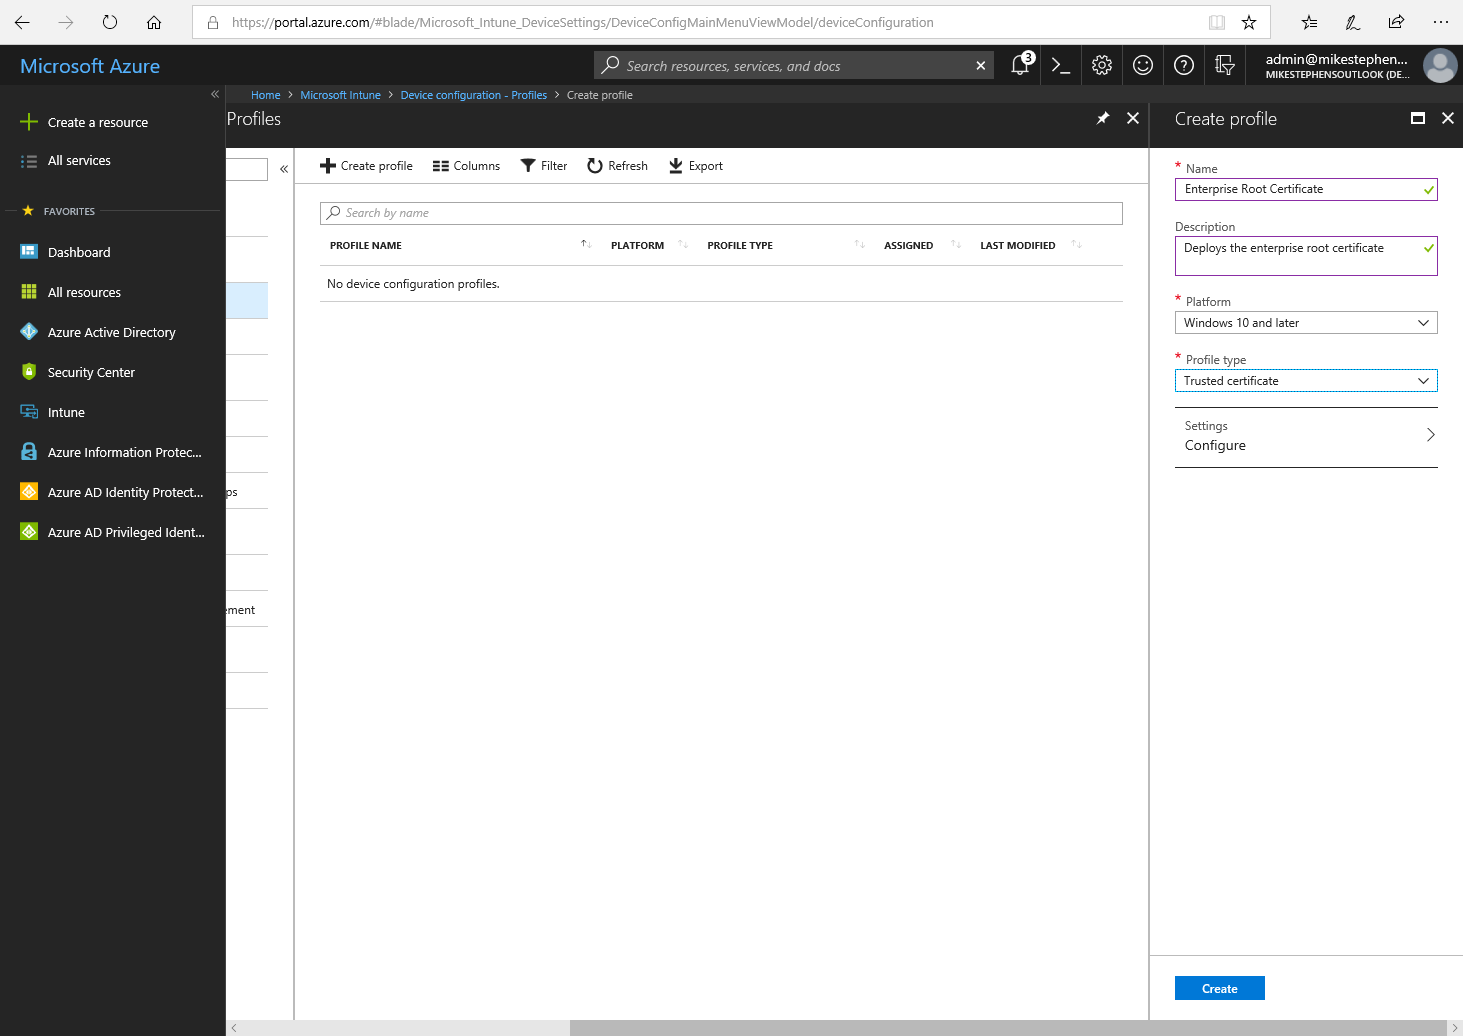 https://portal.azure.com/#blade/Microsoft_Intune_DeviceSettings/DeviceConfigMainMenuViewModel/deviceConfiguration
Microsoft Azure
Search resources, services, and docs
3
admin@mikestephen...
MIKESTEPHENSOUTLOOK (DE...
Home > Microsoft Intune > Device configuration - Profiles > Create profile
Create a resource
All services
FAVORITES
Dashboard
All resources
Azure Active Directory
Security Center
Intune
Azure Information Protec...
Azure AD Identity Protect...
Azure AD Privileged Ident...
Profiles
ps
ement
Create profile
Columns
Filter
Refresh
Export
Search by name
PROFILE NAME
PLATFORM
PROFILE TYPE
ASSIGNED
LAST MODIFIED
No device configuration profiles.
Create profile
* Name
Enterprise Root Certificate
Description
Deploys the enterprise root certificate
* Platform
Windows 10 and later
* Profile type
Trusted certificate
Settings
Configure
Create